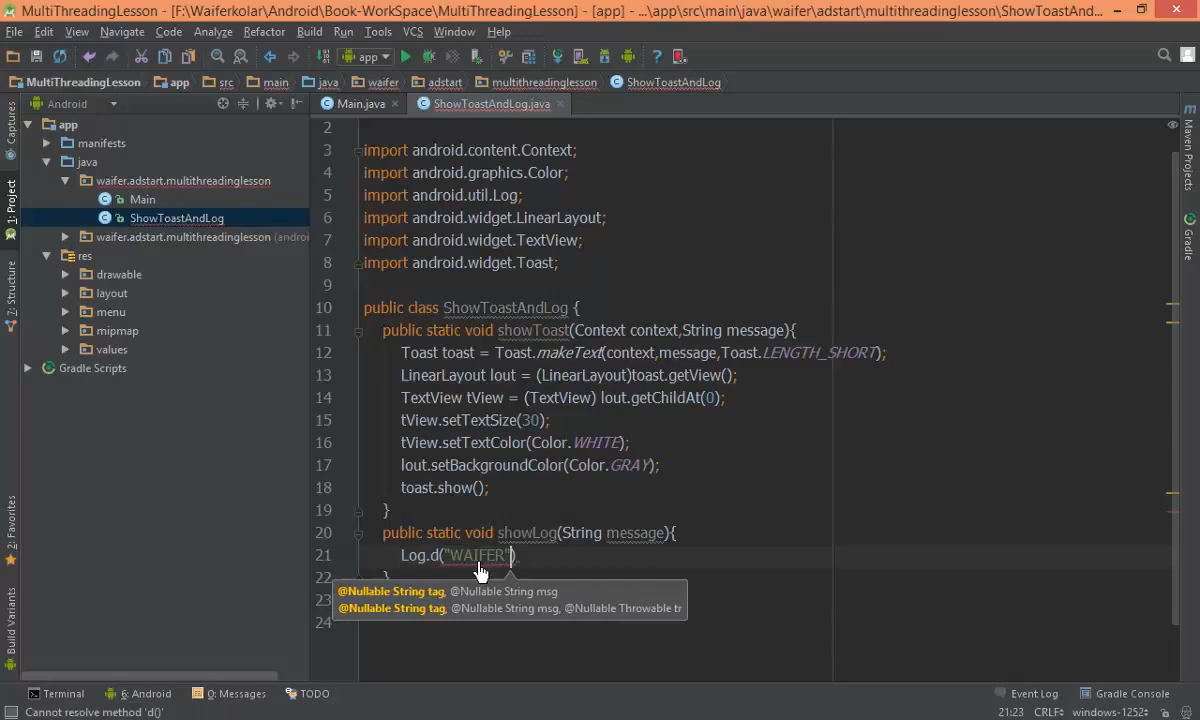 MultiThreadingLesson - [F:\Waiferkolar\Android\Book-WorkSpace\MultiThreadingLesson] - [app] - ...\app\src\main\java\waifer\adstart\multithreadinglesson\ShowToastAnd...
File Edit View Navigate Code Analyze Refactor Build Run Tools VCS Window Help
app
MultiThreadingLesson app src main java waifer adstart multithreadinglesson ShowToastAndLog
Android
Main.java ShowToastAndLog.java
Captures
1: Project
Z: Structure
2: Favorites
Build Variants
Maven Projects
Gradle
app
manifests
java
waifer.adstart.multithreadinglesson
Main
ShowToastAndLog
waifer.adstart.multithreadinglesson (andro
res
drawable
layout
menu
mipmap
values
Gradle Scripts
2
3 import android.content.Context;
4 import android.graphics.Color;
5 import android.util.Log;
6 import android.widget.LinearLayout;
7 import android.widget.TextView;
8 import android.widget.Toast;
9
10 public class ShowToastAndLog {
11 public static void showToast(Context context,String message){
12 Toast toast = Toast.makeText(context,message,Toast.LENGTH_SHORT);
13 LinearLayout lout = (LinearLayout)toast.getView();
14 TextView tView = (TextView) lout.getChildAt(0);
15 tView.setTextSize(30);
16 tView.setTextColor(Color.WHITE);
17 lout.setBackgroundColor(Color.GRAY);
18 toast.show();
19 }
20 public static void showLog(String message){
21 Log.d("WAIFER")
22 }
@Nullable String tag, @Nullable String msg
23
@Nullable String tag, @Nullable String msg, @Nullable Throwable tr
24
Terminal 6: Android 0: Messages TODO Event Log Gradle Console
Cannot resolve method 'd()' 21:23 CRLF windows-1252